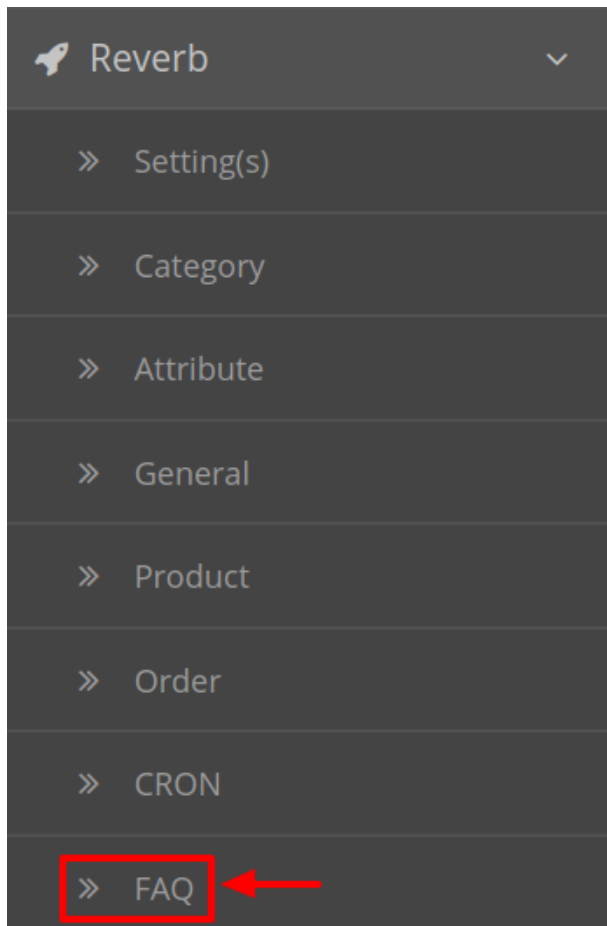 Reverb
Setting(s)
Category
Attribute
General
Product
Order
CRON
FAQ